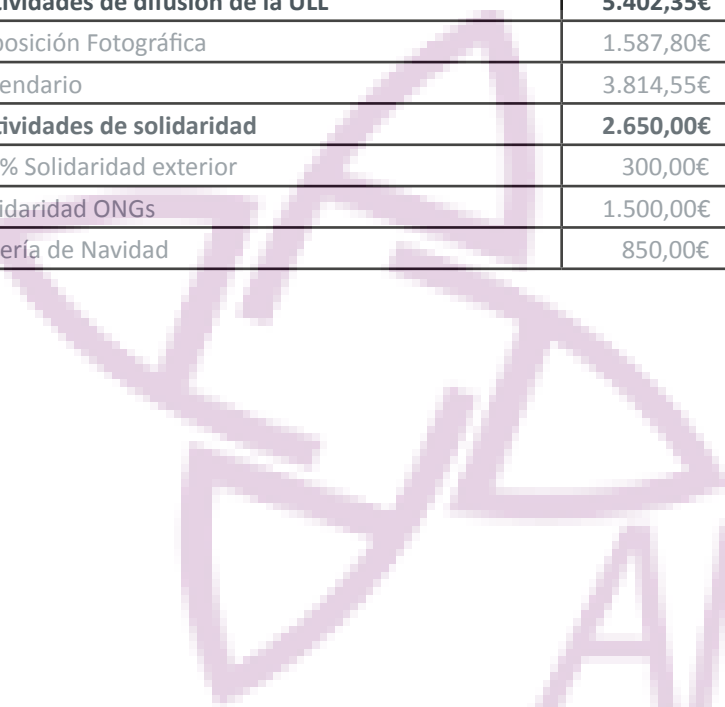 tividades de difusión de la ULL 5.402,35€
posición Fotográfica 1.587,80€
endario 3.814,55€
tividades de solidaridad 2.650,00€
% Solidaridad exterior 300,00€
idaridad ONGs 1.500,00€
ería de Navidad 850,00€